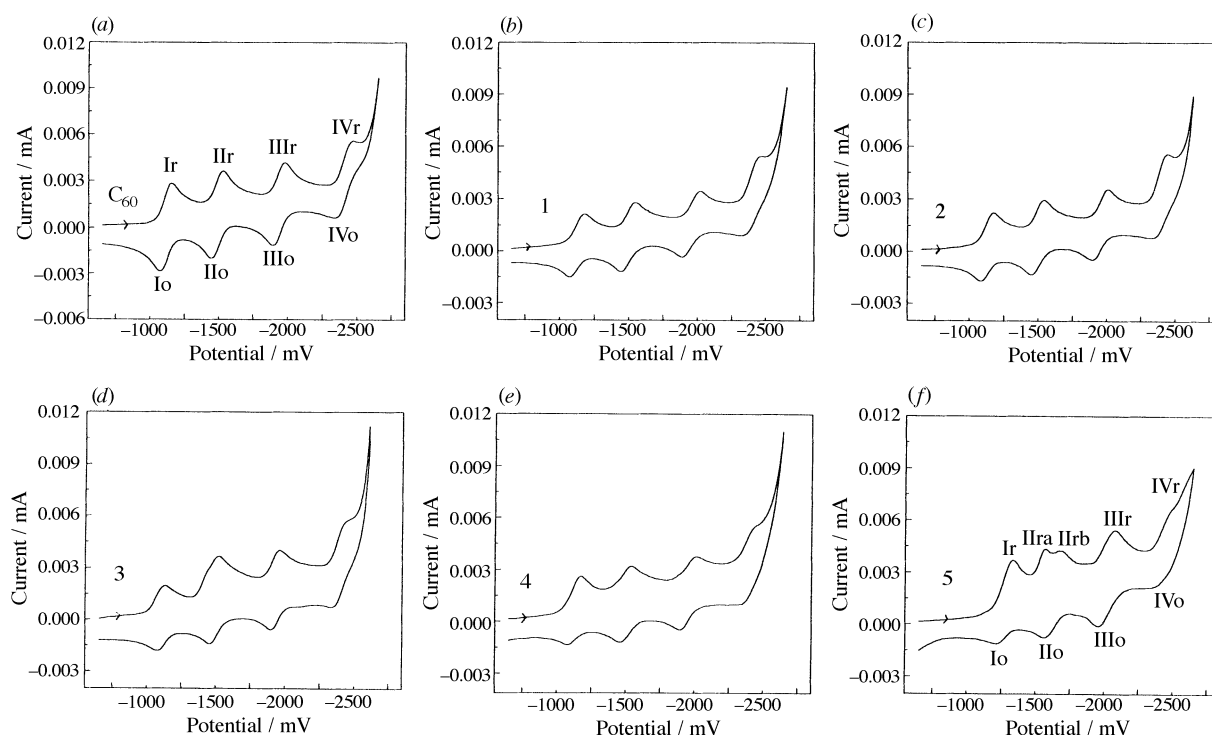 (a)
0.012
0.009
0.006
0.003
0.000
−0.003
−0.006
Current / mA
C60
Ir
IIr
IIIr
IVr
Io
IIo
IIIo
IVo
−1000 −1500 −2000 −2500
Potential / mV
(b)
0.012
0.009
0.006
0.003
0.000
−0.003
Current / mA
1
−1000 −1500 −2000 −2500
Potential / mV
(c)
0.012
0.009
0.006
0.003
0.000
−0.003
Current / mA
2
−1000 −1500 −2000 −2500
Potential / mV
(d)
0.012
0.009
0.006
0.003
0.000
−0.003
Current / mA
3
−1000 −1500 −2000 −2500
Potential / mV
(e)
0.012
0.009
0.006
0.003
0.000
−0.003
Current / mA
4
−1000 −1500 −2000 −2500
Potential / mV
(f)
0.012
0.009
0.006
0.003
0.000
−0.003
Current / mA
5
Ir
IIra
IIrb
IIIr
IVr
Io
IIo
IIIo
IVo
−1000 −1500 −2000 −2500
Potential / mV